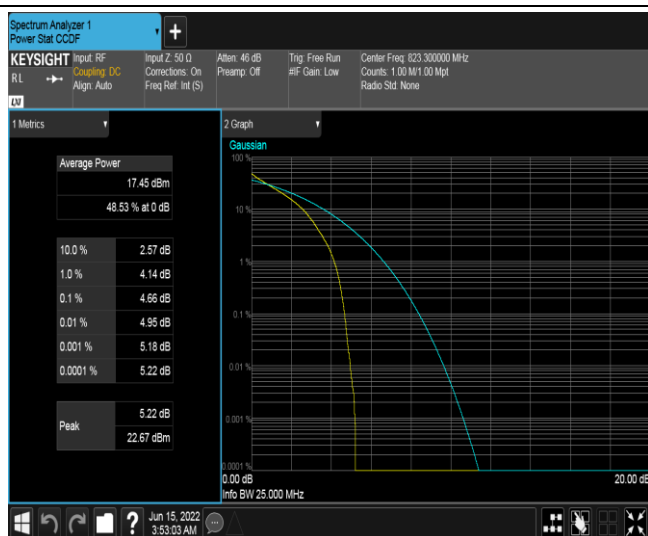 Spectrum Analyzer 1
Power Stat CCDF
+
KEYSIGHT Input: RF Input Z: 50 Ω Atten: 46 dB Trig: Free Run Center Freq: 823.300000 MHz
RL Coupling: DC Corrections: On Preamp: Off #IF Gain: Low Counts: 1.00 M/1.00 Mpt
Align: Auto Freq Ref: Int (S) Radio Std: None
LXI
1 Metrics
Average Power
17.45 dBm
48.53 % at 0 dB
10.0 % 2.57 dB
1.0 % 4.14 dB
0.1 % 4.66 dB
0.01 % 4.95 dB
0.001 % 5.18 dB
0.0001 % 5.22 dB
Peak 5.22 dB
22.67 dBm
2 Graph
Gaussian
100 %
10 %
1 %
0.1 %
0.01 %
0.001 %
0.0001 %
0.00 dB 20.00 dB
Info BW 25.000 MHz
? Jun 15, 2022
3:53:03 AM